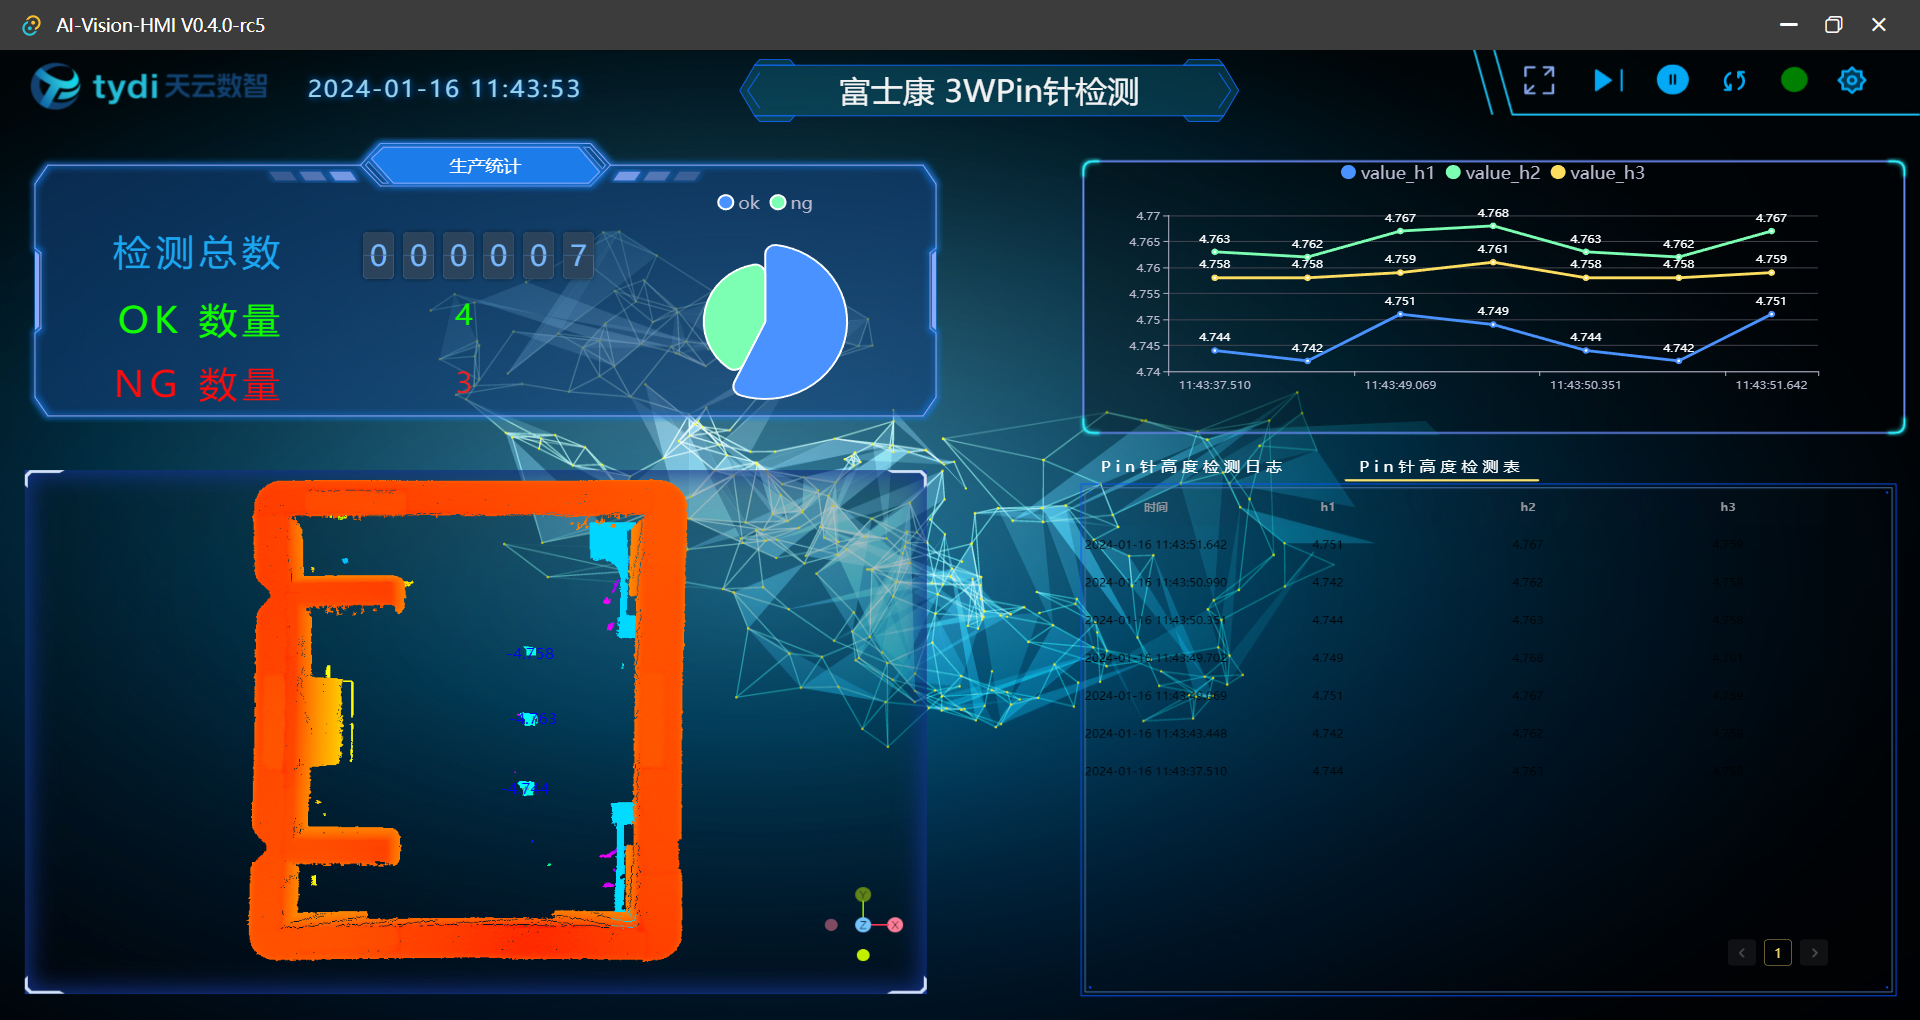 AI-Vision-HMI V0.4.0-rc5
tydi 天云数智
2024-01-16 11:43:53
富士康 3WPin针检测
生产统计
ok ng
检测总数
0 0 0 0 0 7
OK 数量
4
NG 数量
3
value_h1 value_h2 value_h3
4.77
4.765
4.76
4.755
4.75
4.745
4.74
4.763 4.762 4.767 4.768 4.763 4.762 4.767
4.758 4.758 4.759 4.761 4.758 4.758 4.759
4.744 4.742 4.751 4.749 4.744 4.742 4.751
11:43:37.510 11:43:49.069 11:43:50.351 11:43:51.642
Pin针高度检测日志 Pin针高度检测表
时间 h1 h2 h3
2024-01-16 11:43:51.642 4.751 4.767
2024-01-16 11:43:50.990 4.742 4.762
2024-01-16 11:43:50.351 4.744 4.763
2024-01-16 11:43:49.702 4.749 4.768
2024-01-16 11:43:49.069 4.751 4.767
2024-01-16 11:43:43.448 4.742 4.762
2024-01-16 11:43:37.510 4.744 4.763
-4.758
Y
Z X
1